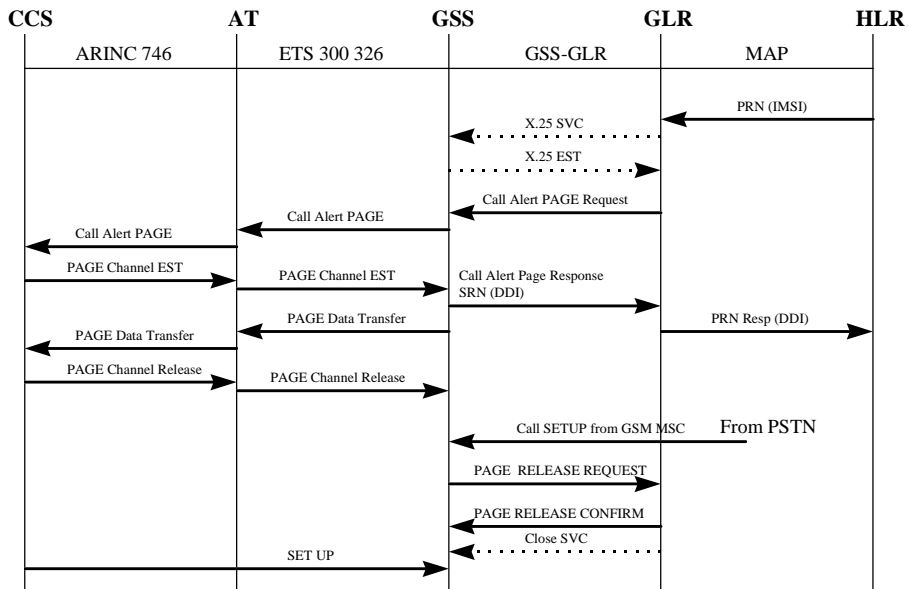 CCS AT GSS GLR HLR
ARINC 746 ETS 300 326 GSS-GLR MAP
PRN (IMSI)
X.25 SVC
X.25 EST
Call Alert PAGE Request
Call Alert PAGE
Call Alert PAGE
PAGE Channel EST
PAGE Channel EST
Call Alert Page Response
SRN (DDI)
PAGE Data Transfer
PRN Resp (DDI)
PAGE Data Transfer
PAGE Channel Release
PAGE Channel Release
Call SETUP from GSM MSC From PSTN
PAGE RELEASE REQUEST
PAGE RELEASE CONFIRM
Close SVC
SET UP